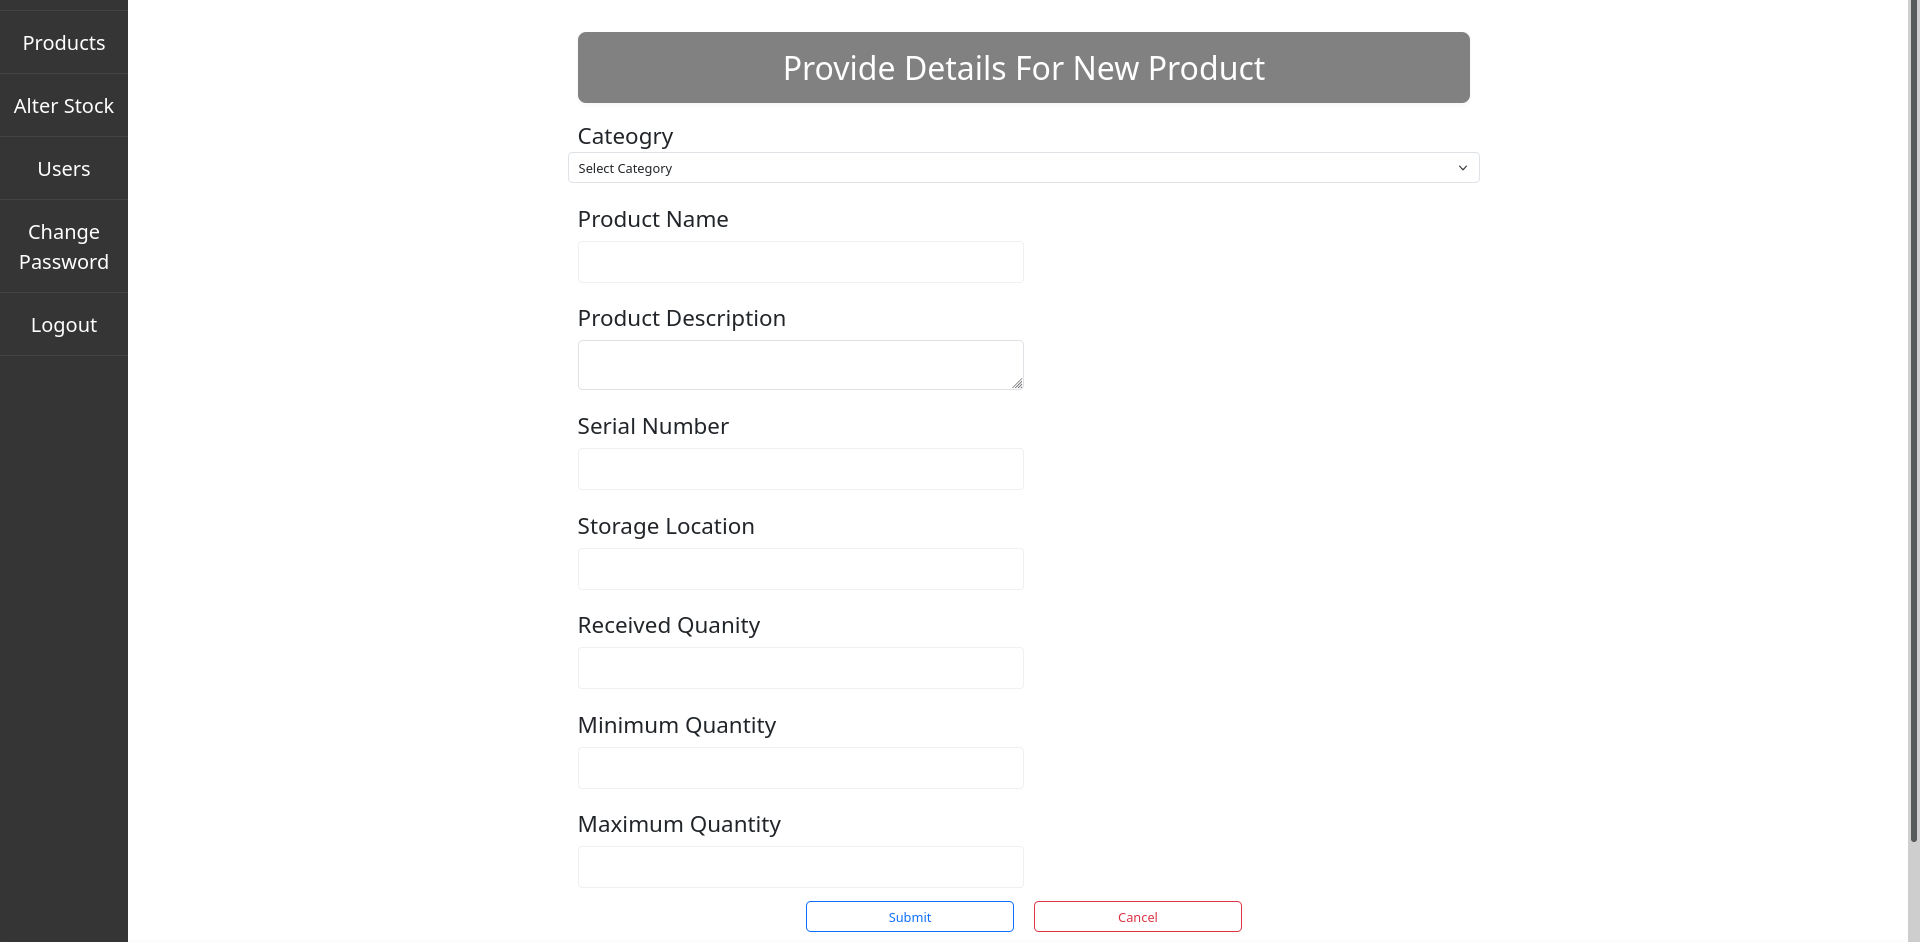 Products
Alter Stock
Users
Change
Password
Logout
Provide Details For New Product
Cateogry
Select Category
Product Name
Product Description
Serial Number
Storage Location
Received Quanity
Minimum Quantity
Maximum Quantity
Submit
Cancel